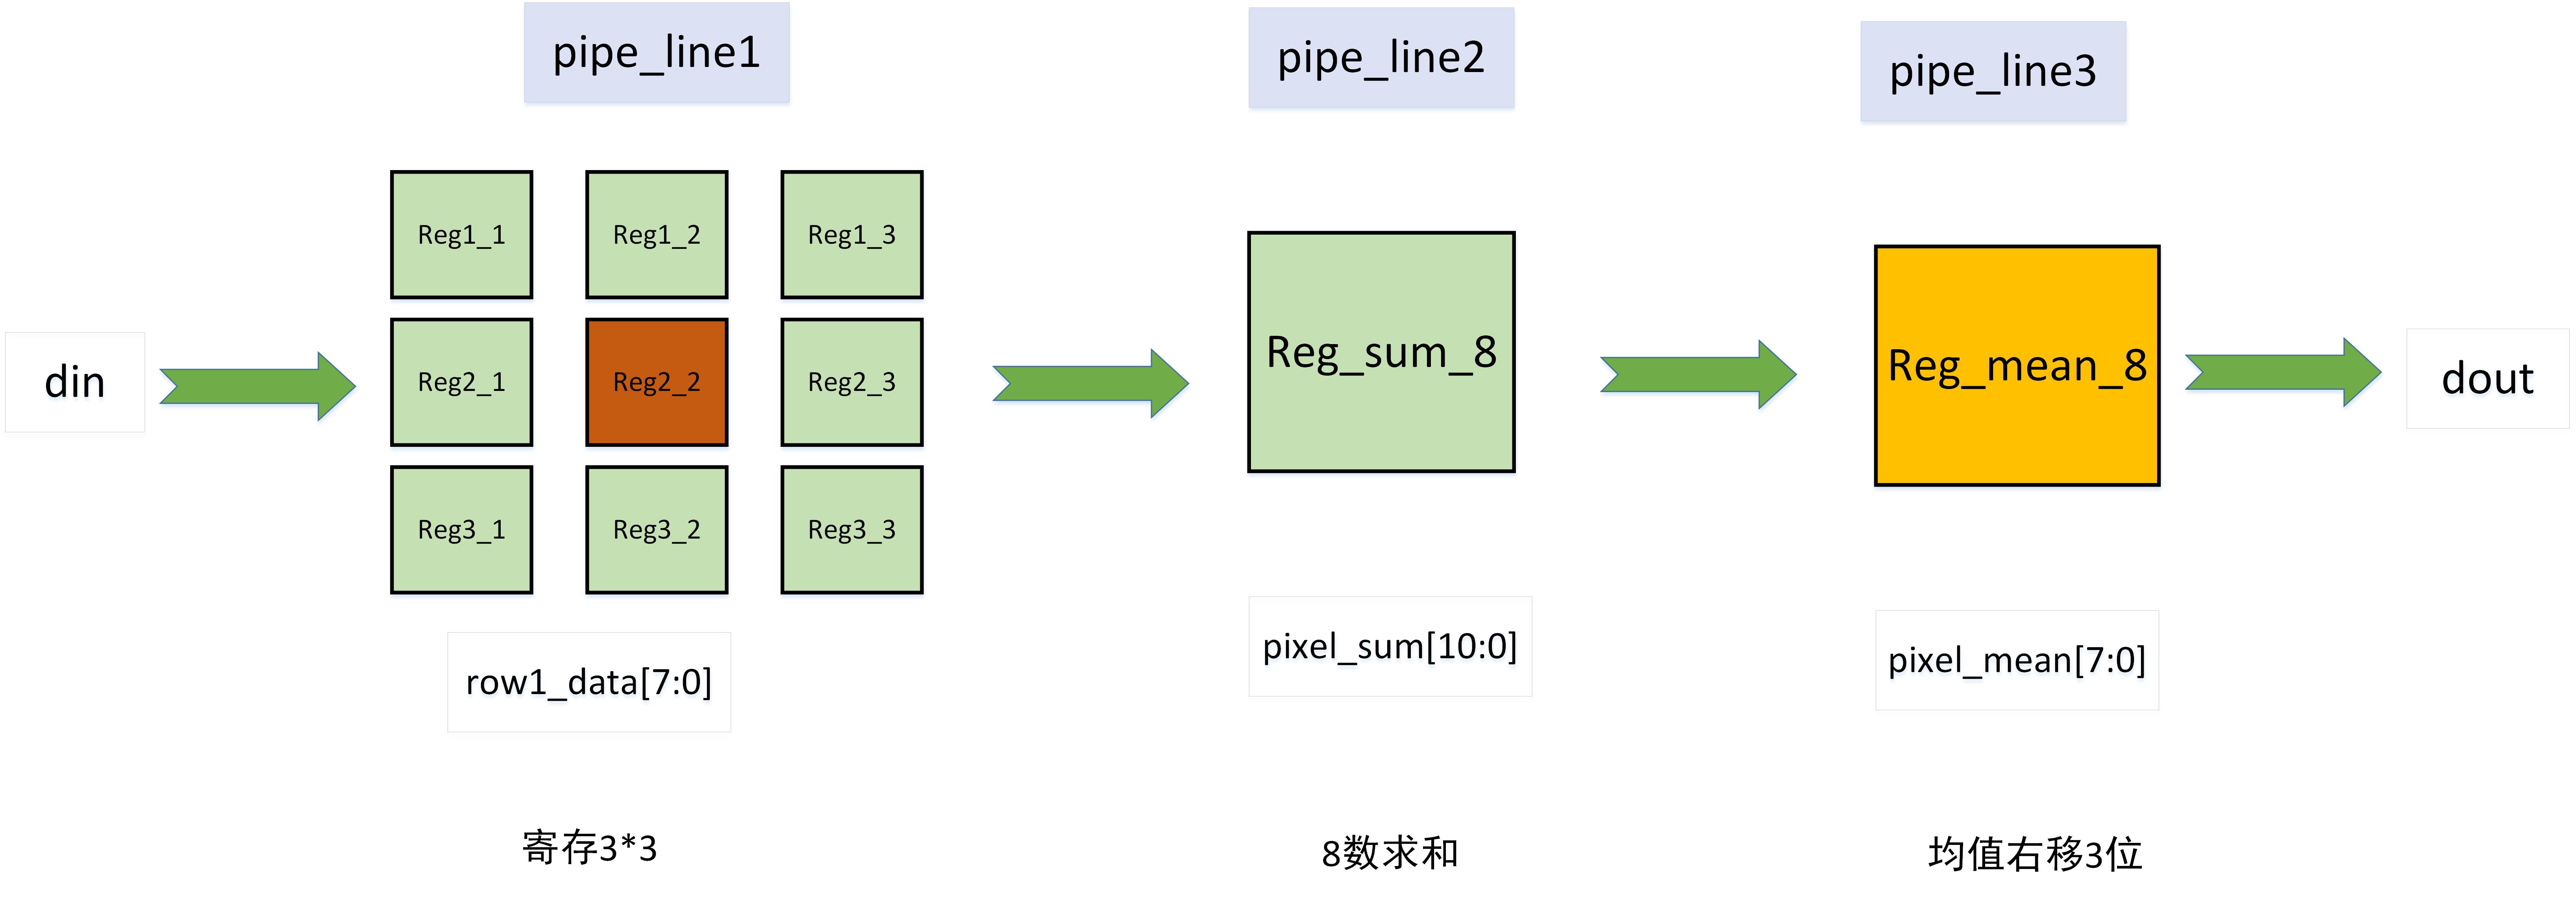 pipe_line1
pipe_line2
pipe_line3
din
Reg1_1
Reg1_2
Reg1_3
Reg2_1
Reg2_2
Reg2_3
Reg3_1
Reg3_2
Reg3_3
Reg_sum_8
Reg_mean_8
dout
row1_data[7:0]
pixel_sum[10:0]
pixel_mean[7:0]
寄存3*3
8数求和
均值右移3位